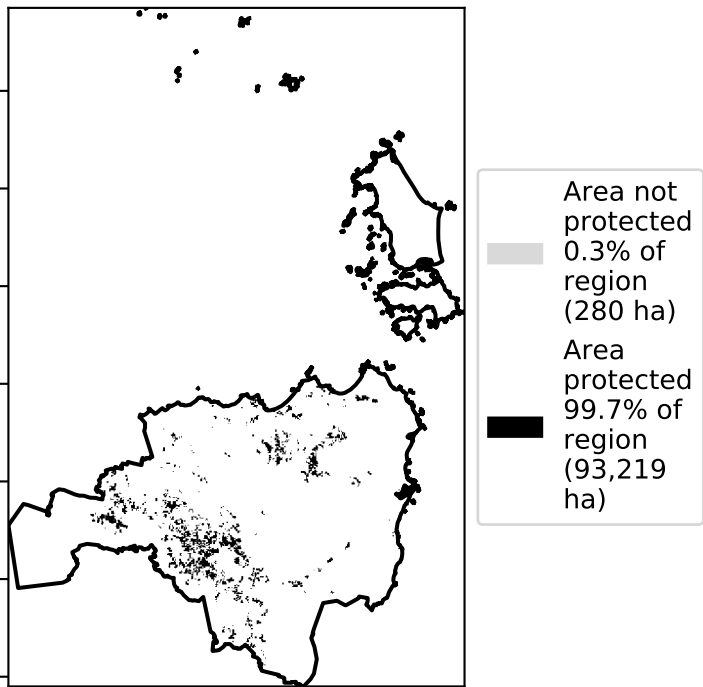 Area not
protected
0.3% of
region
(280 ha)
Area
protected
99.7% of
region
(93,219
ha)